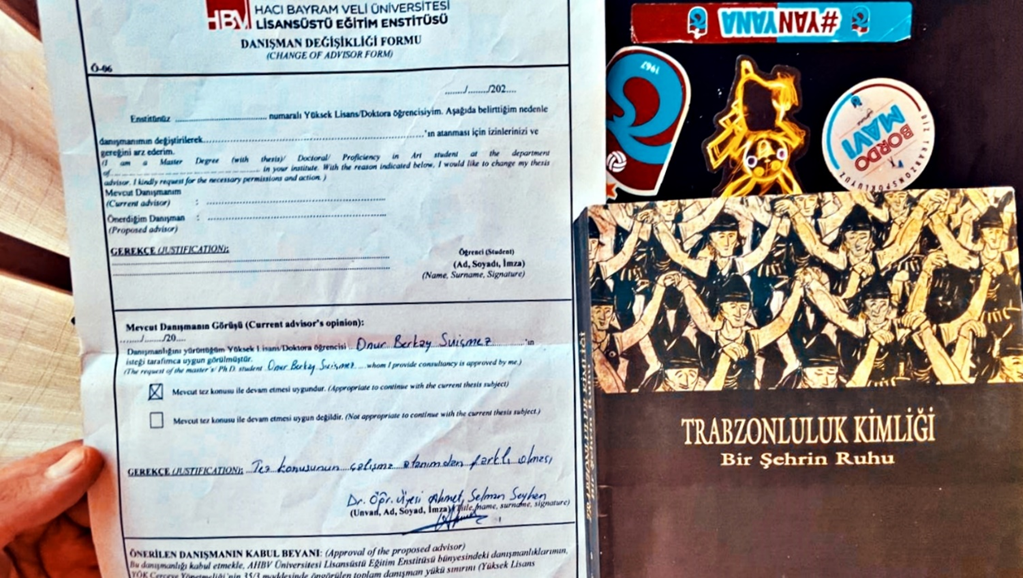 HBV HACI BAYRAM VELİ ÜNİVERSİTESİ
LİSANSÜSTÜ EĞİTİM ENSTİTÜSÜ
DANIŞMAN DEĞİŞİKLİĞİ FORMU
(CHANGE OF ADVISOR FORM)
Ö-06
......../......../202....
Enstitünüz .............................. numaralı Yüksek Lisans/Doktora öğrencisiyim. Aşağıda belirttiğim nedenle
danışmanımın değiştirilerek..............................'ın atanması için izinlerinizi ve
gereğini arz ederim.
(I am a Master Degree (with thesis)/ Doctoral/ Proficiency in Art student at the department
of.............................. in your institute. With the reason indicated below, I would like to change my thesis
advisor. I kindly request for the necessary permissions and action. )
Mevcut Danışmanım
(Current advisor) : ..............................
Önerdiğim Danışman : ..............................
(Proposed advisor)
GEREKÇE (JUSTIFICATION): ..............................
Öğrenci (Student)
(Ad, Soyadı, İmza)
(Name, Surname, Signature)
Mevcut Danışmanın Görüşü (Current advisor's opinion):
......../......../20....
Danışmanlığını yürüttüğüm Yüksek Lisans/Doktora öğrencisi : Onur Berkay Suiçmez 'ın
isteği tarafımca uygun görülmüştür.
(The request of the master's/ Ph.D. student Onur Berkay Suiçmez whom I provide consultancy is approved by me.)
Mevcut tez konusu ile devam etmesi uygundur. (Appropriate to continue with the current thesis subject)
Mevcut tez konusu ile devam etmesi uygun değildir. (Not appropriate to continue with the current thesis subject.)
GEREKÇE (JUSTIFICATION): Tez konusunun çalışma alanımdan farklı olması
Dr. Öğr. Üyesi Ahmet Selman Seyhan
(Unvan, Ad, Soyad, İmza) (Title, name, surname, signature)
ÖNERİLEN DANIŞMANIN KABUL BEYANI: (Approval of the proposed advisor)
Bu danışmanlığı kabul etmekle, AHBV Üniversitesi Lisansüstü Eğitim Enstitüsü bünyesindeki danışmanlıklarımın,
YÖK Çerçeve Yönetmeliği'nin 35/3 maddesinde öngörülen toplam danışman yükü sınırını (Yüksek Lisans
#YANYANA
1967
BORDO
MAVİ
TRABZONLULUK KİMLİĞİ
Bir Şehrin Ruhu